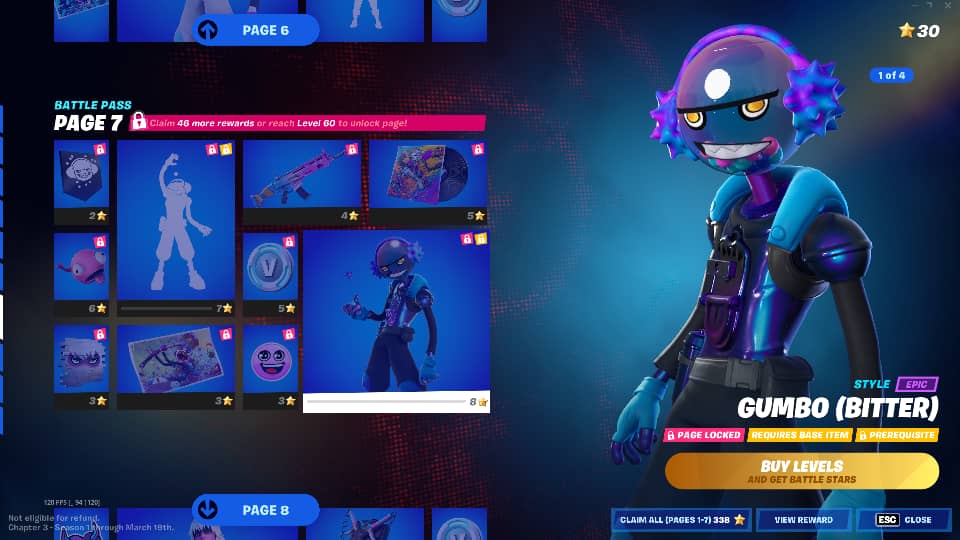 PAGE 6
30
1 of 4
BATTLE PASS
PAGE 7
Claim 46 more rewards or reach Level 60 to unlock page!
2
7
4
5
6
5
3
3
3
8
STYLE EPIC
GUMBO (BITTER)
PAGE LOCKED REQUIRES BASE ITEM PREREQUISITE
BUY LEVELS
AND GET BATTLE STARS
120 FPS [_ 94 | 120]
Not eligible for refund.
Chapter 3 - Season 1 through March 19th.
PAGE 8
CLAIM ALL (PAGES 1-7) 338
VIEW REWARD
ESC CLOSE